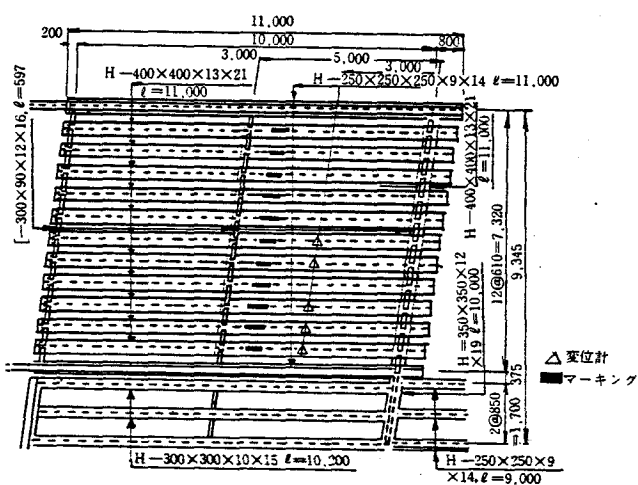 11,000
200
10,000
800
3,000
5,000
3,000
H-400×400×13×21
ℓ=11,000
H-250×250×250×9×14 ℓ=11,000
[-300×90×12×16, ℓ=597
H-400×400×13×21
ℓ=11,000
12@610=7,320
9,345
H=350×350×12
×19 ℓ=10,000
△ 変位計
マーキング
375
2@850
=1,700
H-300×300×10×15 ℓ=10,200
H-250×250×9
×14, ℓ=9,000